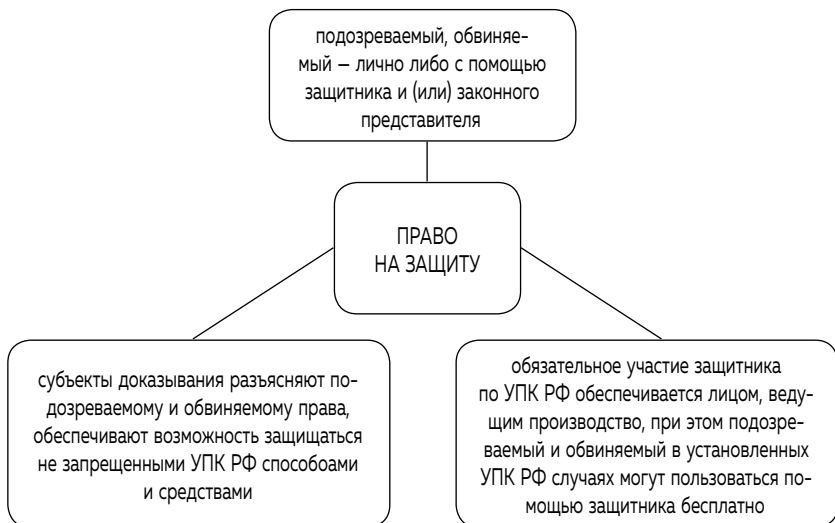 подозреваемый, обвиняе-
мый – лично либо с помощью
защитника и (или) законного
представителя
ПРАВО
НА ЗАЩИТУ
субъекты доказывания разъясняют по-
дозреваемому и обвиняемому права,
обеспечивают возможность защищаться
не запрещенными УПК РФ способоами
и средствами
обязательное участие защитника
по УПК РФ обеспечивается лицом, веду-
щим производство, при этом подозре-
ваемый и обвиняемый в установленных
УПК РФ случаях могут пользоваться по-
мощью защитника бесплатно